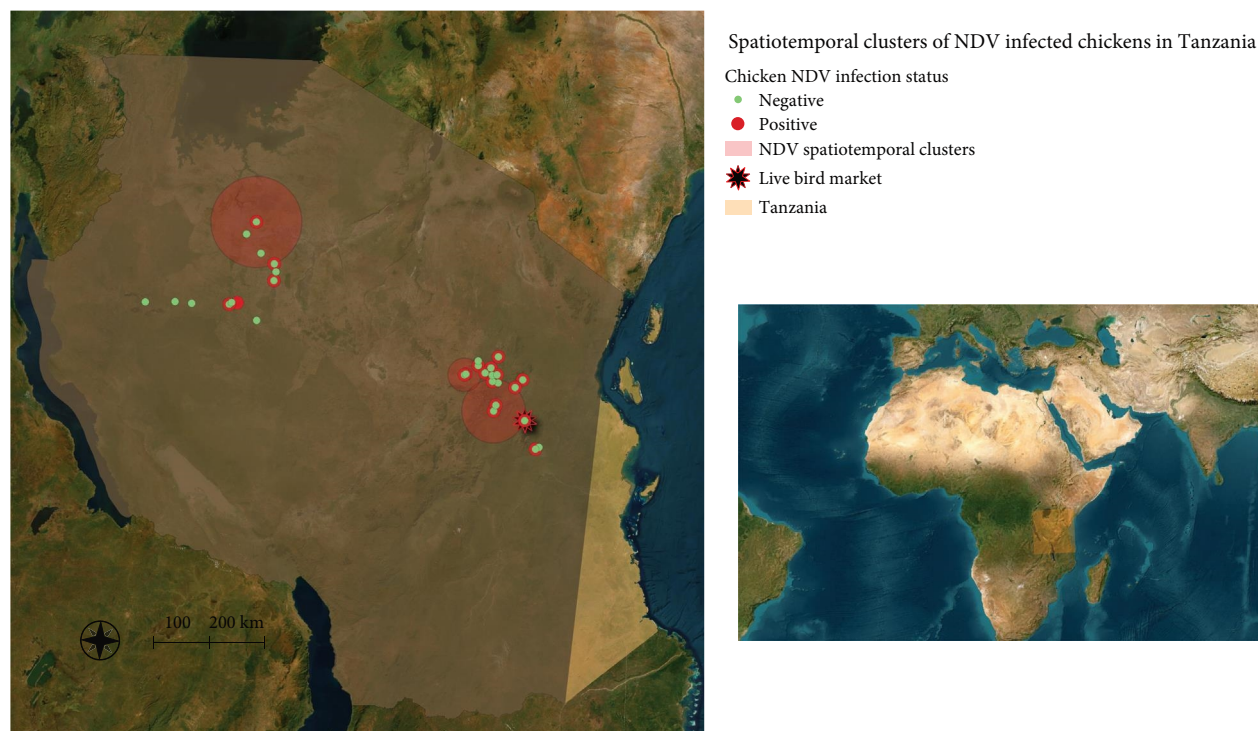 Spatiotemporal clusters of NDV infected chickens in Tanzania
Chicken NDV infection status
Negative
Positive
NDV spatiotemporal clusters
Live bird market
Tanzania
100 200 km